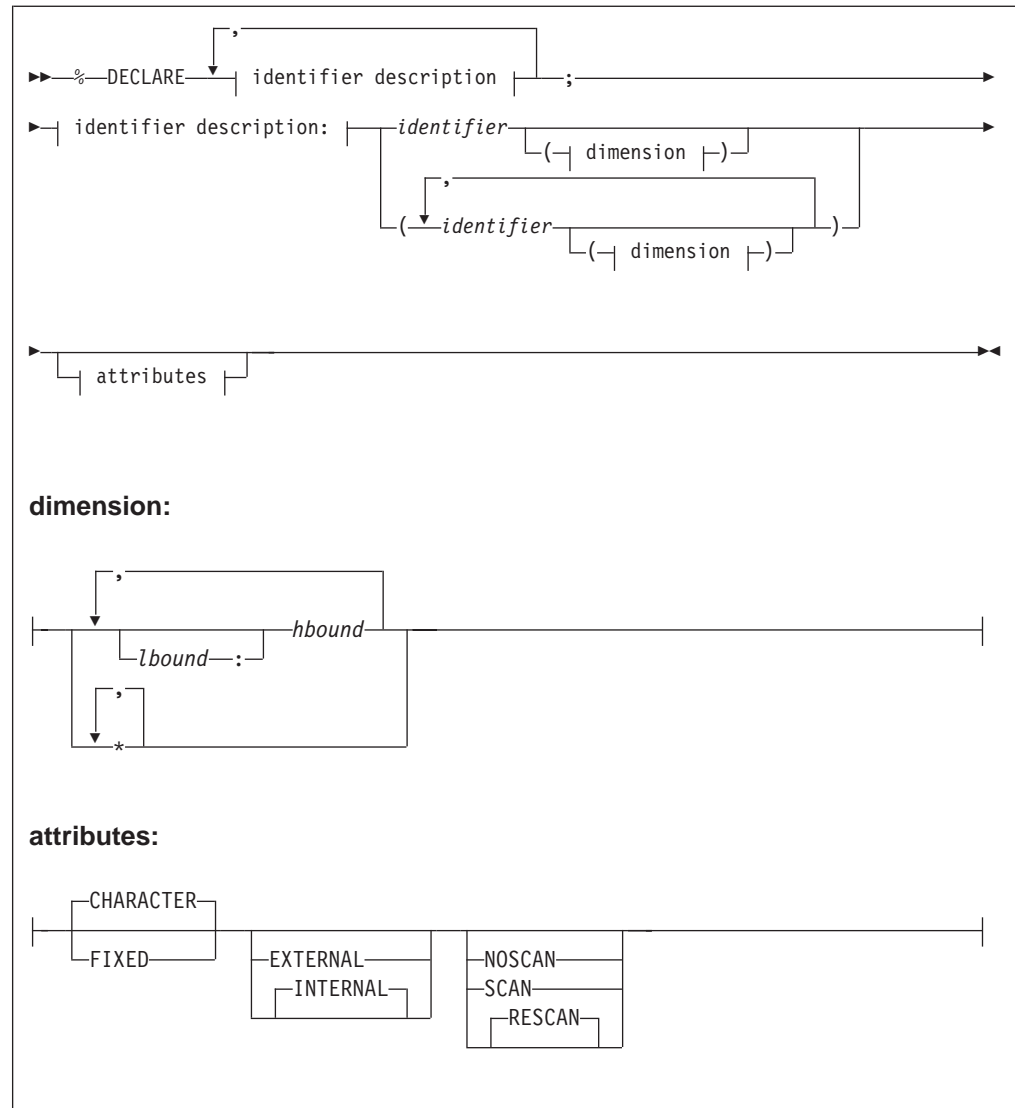 ,
% DECLARE identifier description ;
identifier description: identifier
( dimension )
,
( identifier )
( dimension )
attributes
dimension:
,
hbound
lbound :
,
*
attributes:
CHARACTER
FIXED EXTERNAL NOSCAN
INTERNAL SCAN
RESCAN